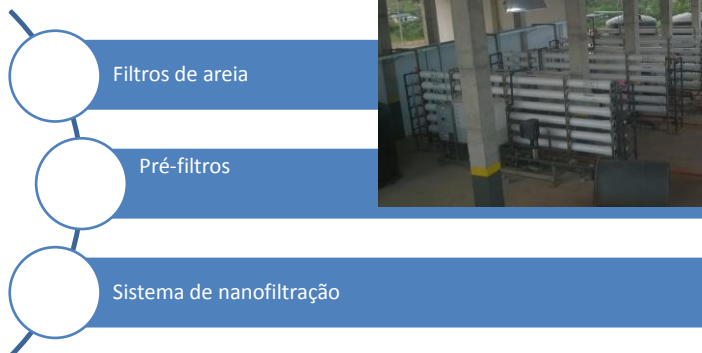 Filtros de areia
Pré-filtros
Sistema de nanofiltração